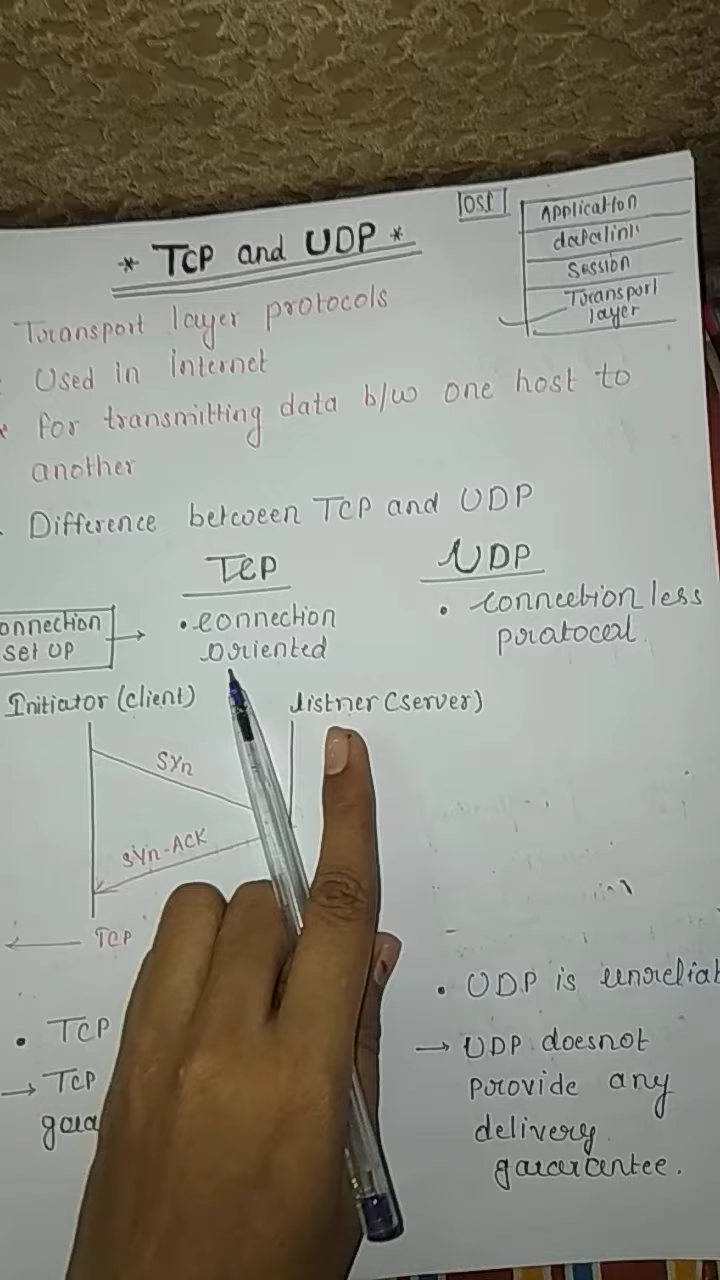 OSI
Application
datalink
Session
Transport
layer
* TCP and UDP *
Transport layer protocols
Used in internet
for transmitting data b/w one host to
another
Difference between TCP and UDP
TCP
UDP
onnection
set up
• connection
oriented
• connection less
protocol.
Initiator (client)
listner (server)
SYn
SYn-ACK
TCP
• TCP
→ TCP
gua
• UDP is unreliab
→ UDP doesnot
provide any
delivery
guarantee.